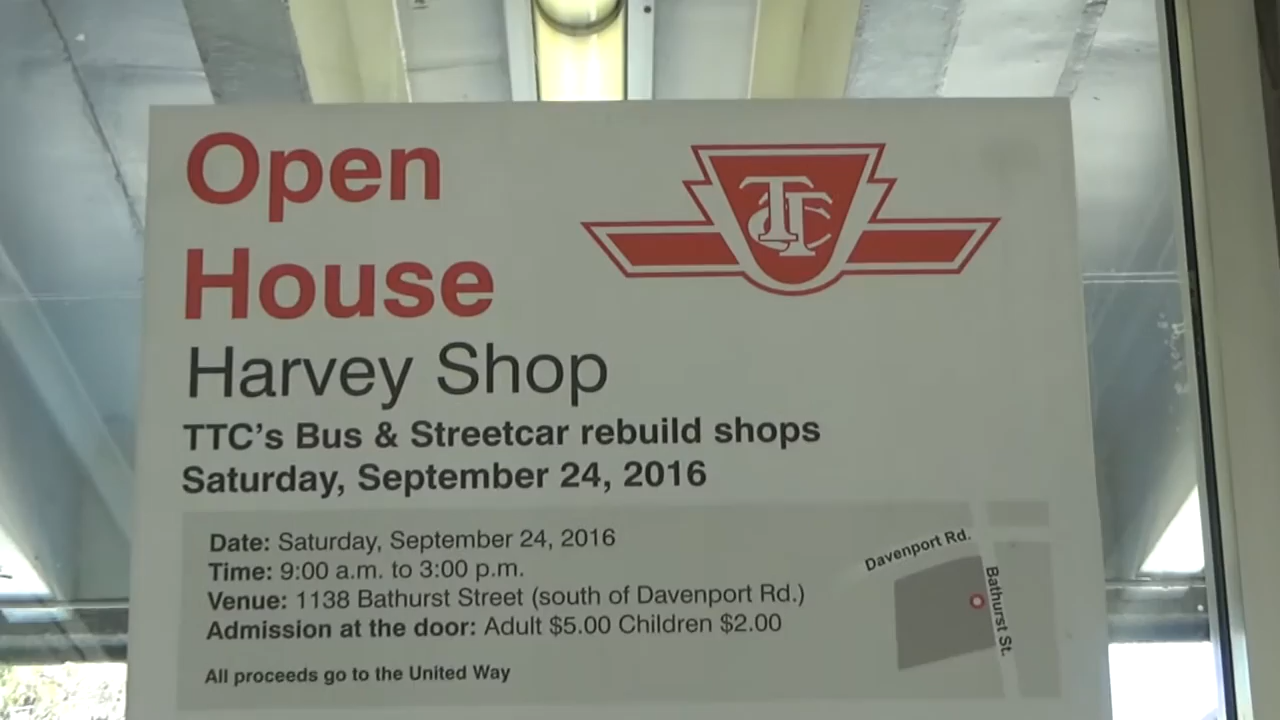 Open
House
TTC
Harvey Shop
TTC's Bus & Streetcar rebuild shops
Saturday, September 24, 2016
Date: Saturday, September 24, 2016
Time: 9:00 a.m. to 3:00 p.m.
Venue: 1138 Bathurst Street (south of Davenport Rd.)
Admission at the door: Adult $5.00 Children $2.00
All proceeds go to the United Way
Davenport Rd.
Bathurst St.